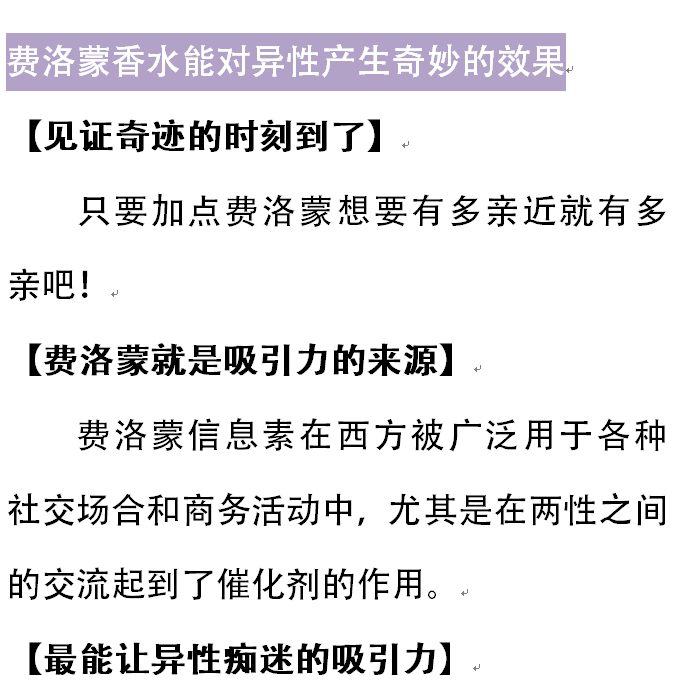 费洛蒙香水能对异性产生奇妙的效果
【见证奇迹的时刻到了】
只要加点费洛蒙想要有多亲近就有多
亲吧！
【费洛蒙就是吸引力的来源】
费洛蒙信息素在西方被广泛用于各种
社交场合和商务活动中，尤其是在两性之间
的交流起到了催化剂的作用。
【最能让异性痴迷的吸引力】